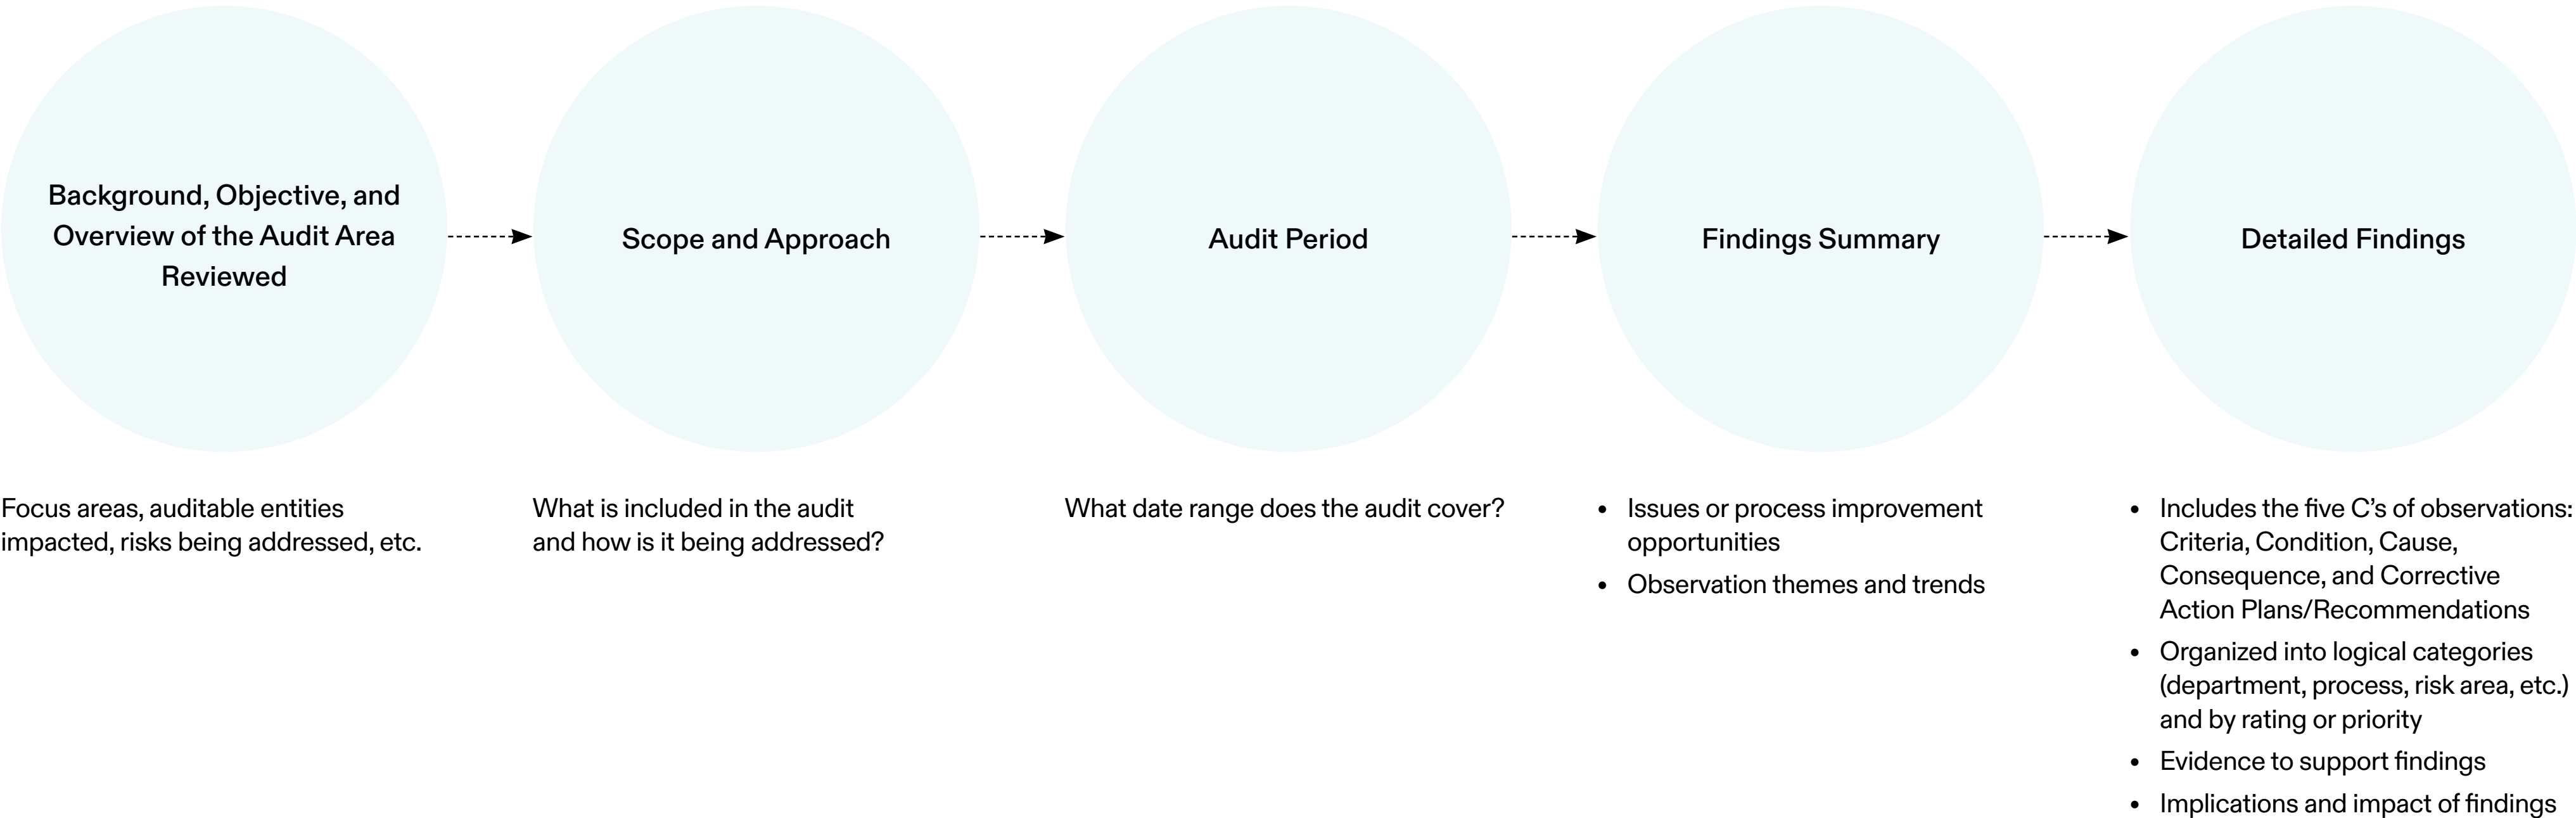 Background, Objective, and
Overview of the Audit Area
Reviewed
Scope and Approach
Audit Period
Findings Summary
Detailed Findings
Focus areas, auditable entities
impacted, risks being addressed, etc.
What is included in the audit
and how is it being addressed?
What date range does the audit cover?
• Issues or process improvement
opportunities
• Observation themes and trends
• Includes the five C’s of observations:
Criteria, Condition, Cause,
Consequence, and Corrective
Action Plans/Recommendations
• Organized into logical categories
(department, process, risk area, etc.)
and by rating or priority
• Evidence to support findings
• Implications and impact of findings